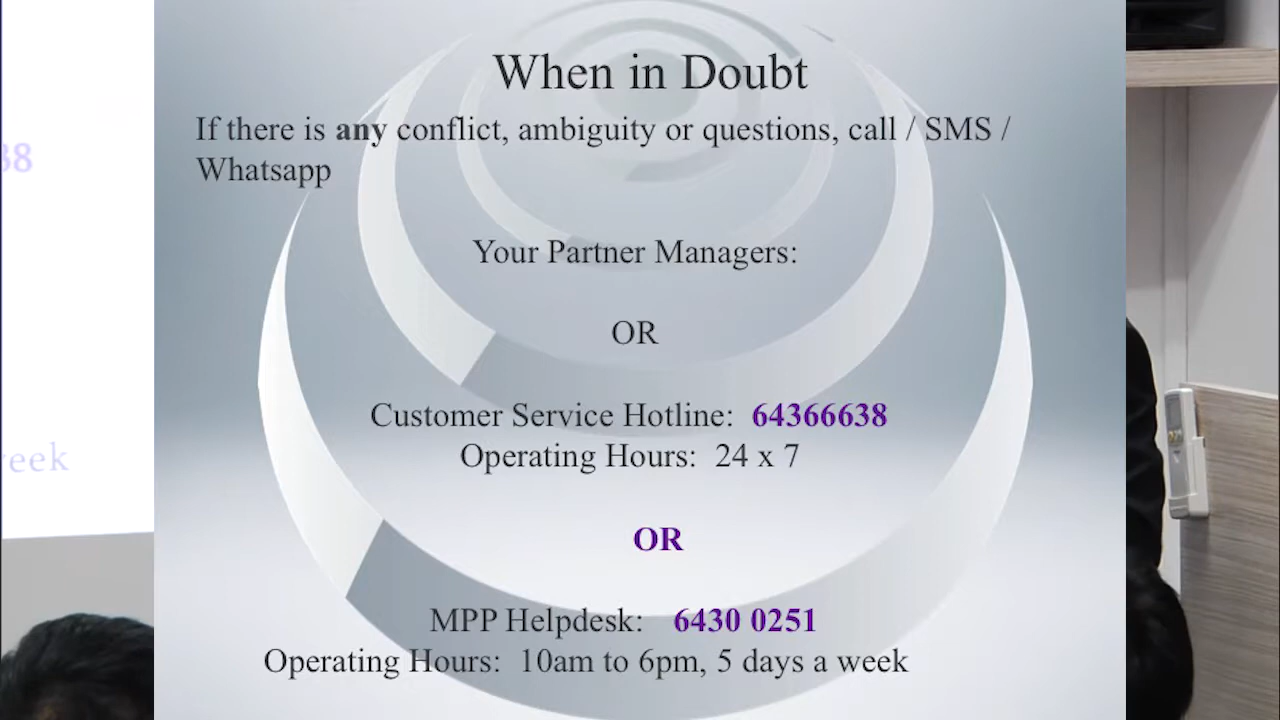 When in Doubt
If there is any conflict, ambiguity or questions, call / SMS /
Whatsapp
Your Partner Managers:
OR
Customer Service Hotline:  64366638
Operating Hours:  24 x 7
OR
MPP Helpdesk:  6430 0251
Operating Hours:  10am to 6pm, 5 days a week
38
eek